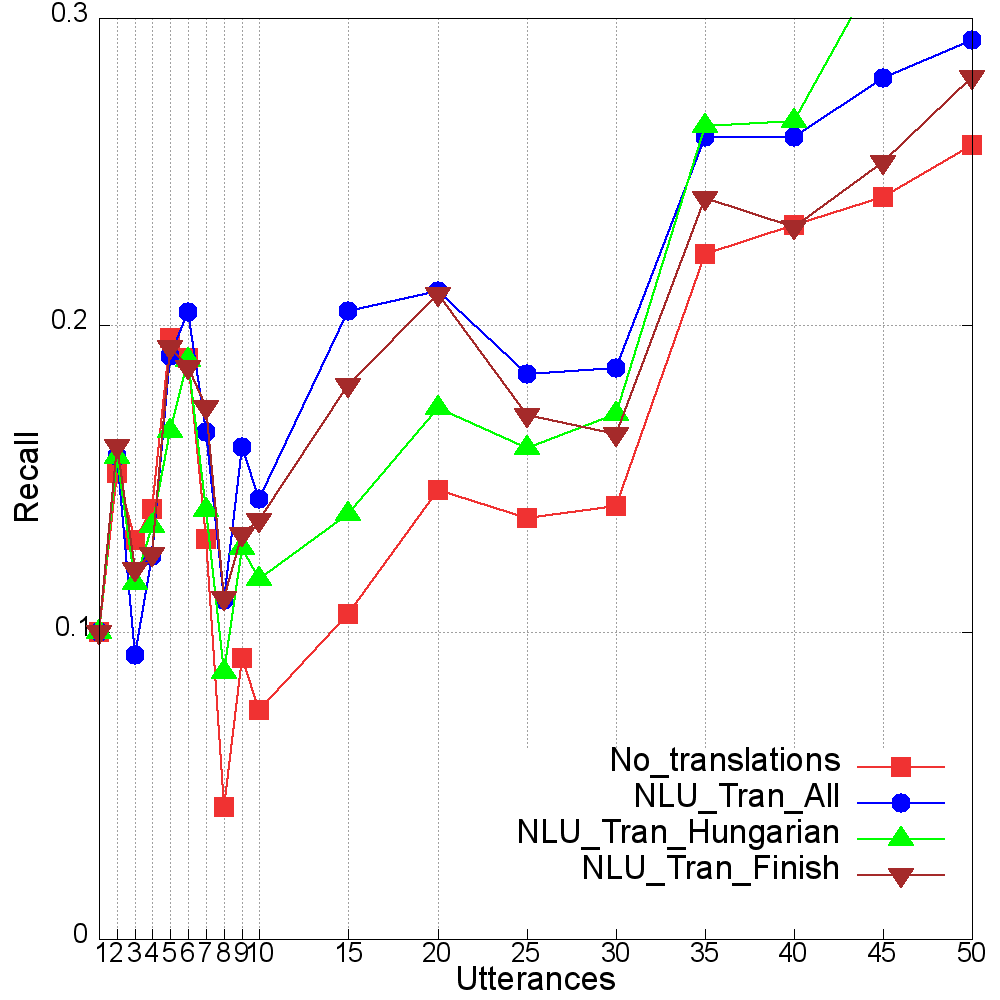 0.3
0.2
0.1
0
Recall
No_translations
NLU_Tran_All
NLU_Tran_Hungarian
NLU_Tran_Finish
1 2 3 4 5 6 7 8 9 10 15 20 25 30 35 40 45 50
Utterances